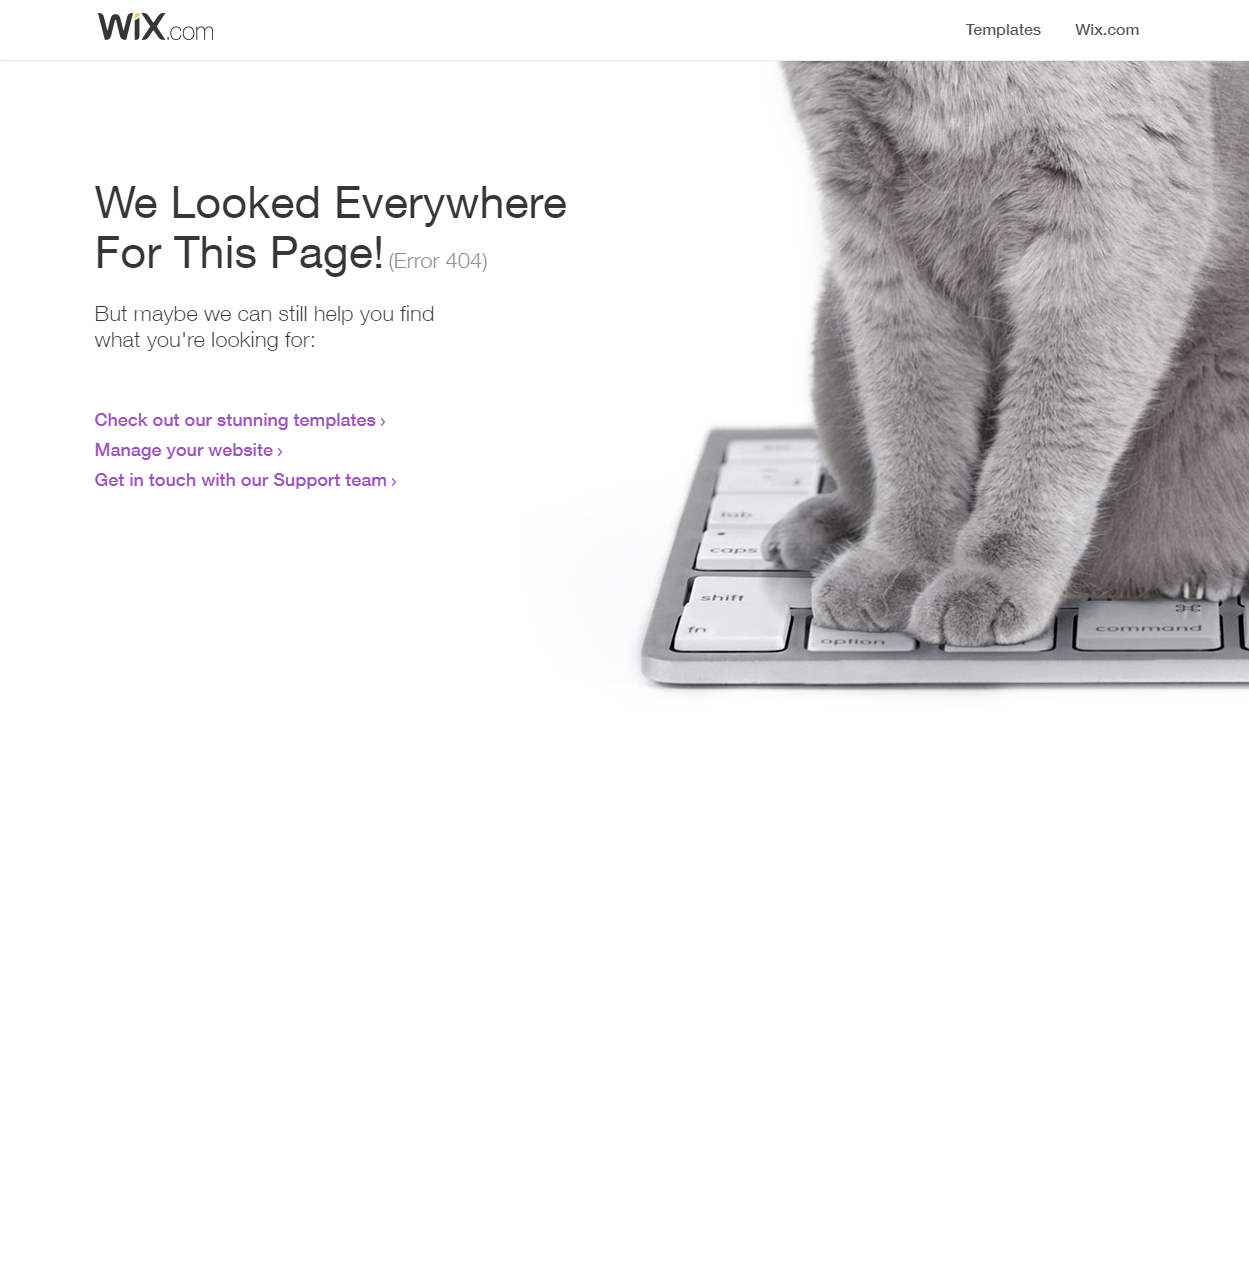 WiX.com
Templates
Wix.com
We Looked Everywhere
For This Page! (Error 404)
But maybe we can still help you find
what you're looking for:
Check out our stunning templates ›
Manage your website ›
Get in touch with our Support team ›
tab
caps
shift
fn
option
⌘
command